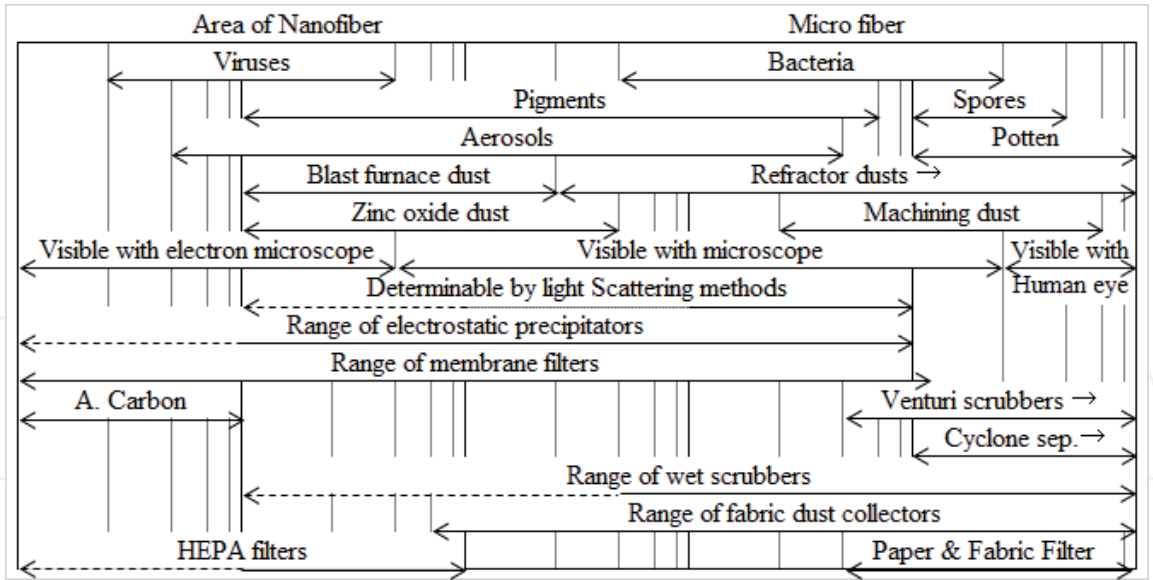 Area of Nanofiber Micro fiber
Viruses Bacteria
Pigments Spores
Aerosols Potten
Blast furnace dust Refractor dusts →
Zinc oxide dust Machining dust
Visible with electron microscope Visible with microscope Visible with
Determinable by light Scattering methods Human eye
Range of electrostatic precipitators
Range of membrane filters
A. Carbon Venturi scrubbers →
Cyclone sep.→
Range of wet scrubbers
Range of fabric dust collectors
HEPA filters Paper & Fabric Filter